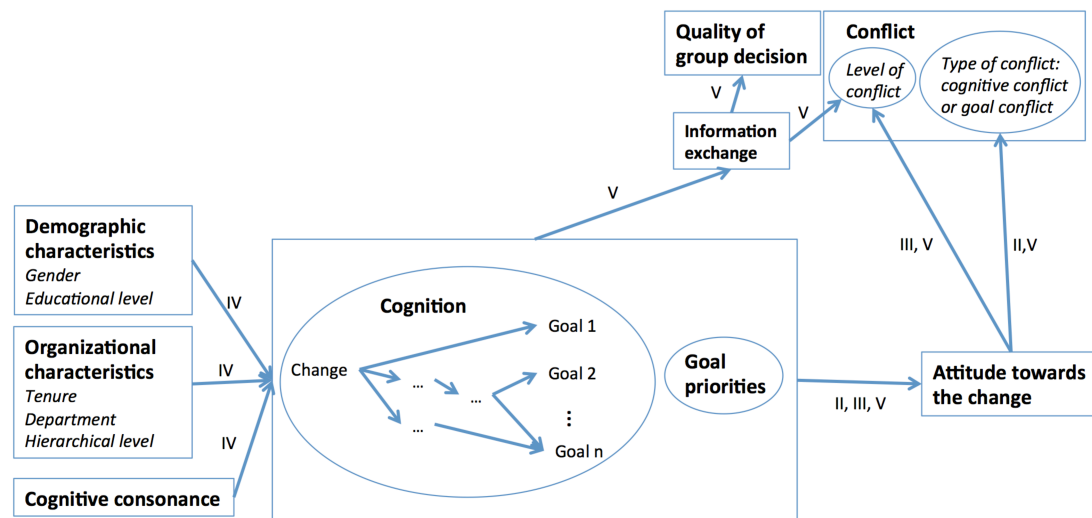 Quality of
group decision
Conflict
Level of
conflict
Type of conflict:
cognitive conflict
or goal conflict
V
V
Information
exchange
V
Demographic
characteristics
Gender
Educational level
IV
III, V
II,V
Organizational
characteristics
Tenure
Department
Hierarchical level
IV
Cognitive consonance
IV
Cognition
Change
Goal 1
...
...
Goal 2
⋮
...
Goal n
Goal
priorities
II, III, V
Attitude towards
the change